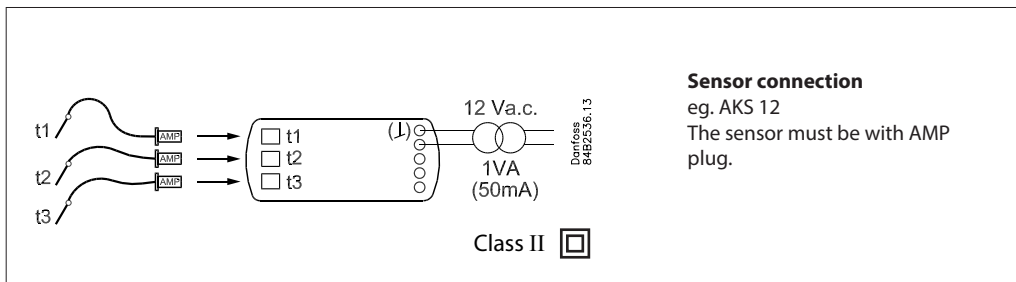 t1
t2
t3
AMP
AMP
AMP
t1
t2
t3
12 Va.c.
1VA
(50mA)
Danfoss
84B2536.13
Class II
Sensor connection
eg. AKS 12
The sensor must be with AMP
plug.